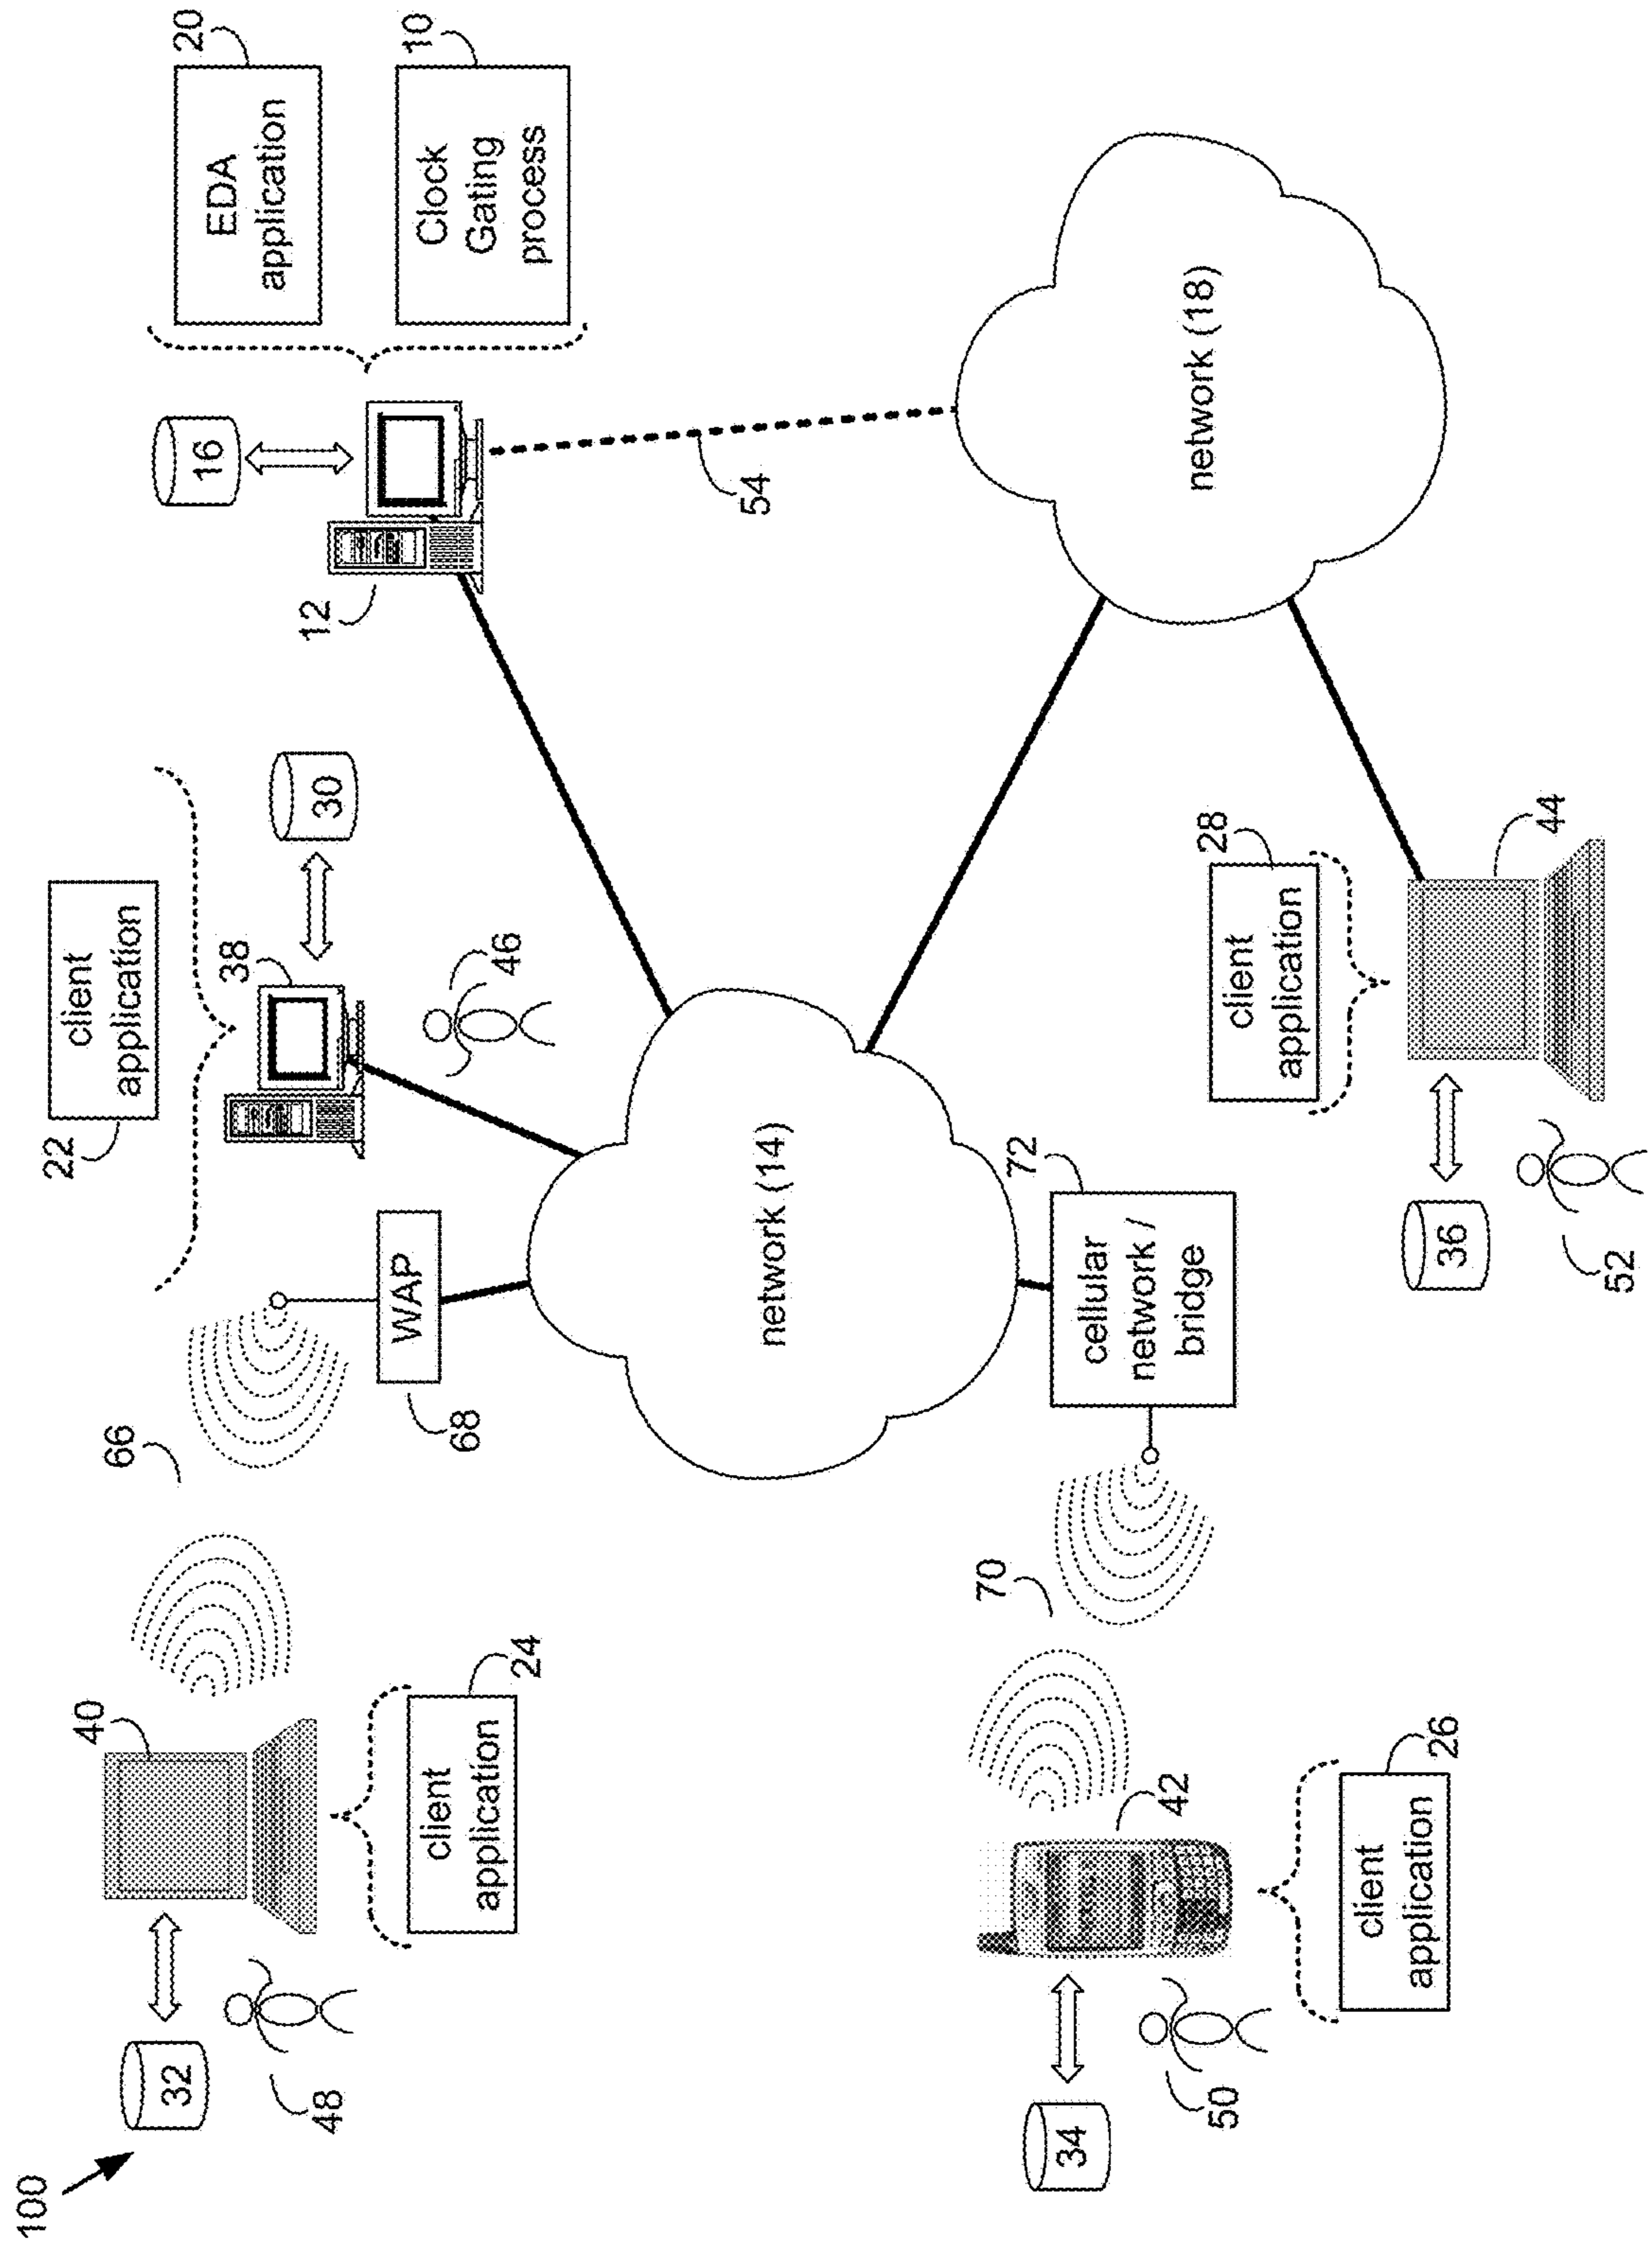 100
32
48
40
client
application
24
66
68
WAP
22
client
application
38
30
46
12
16
20
EDA
application
10
Clock
Gating
process
54
network (14)
network (18)
34
50
42
client
application
26
70
72
cellular
network /
bridge
36
52
28
client
application
44